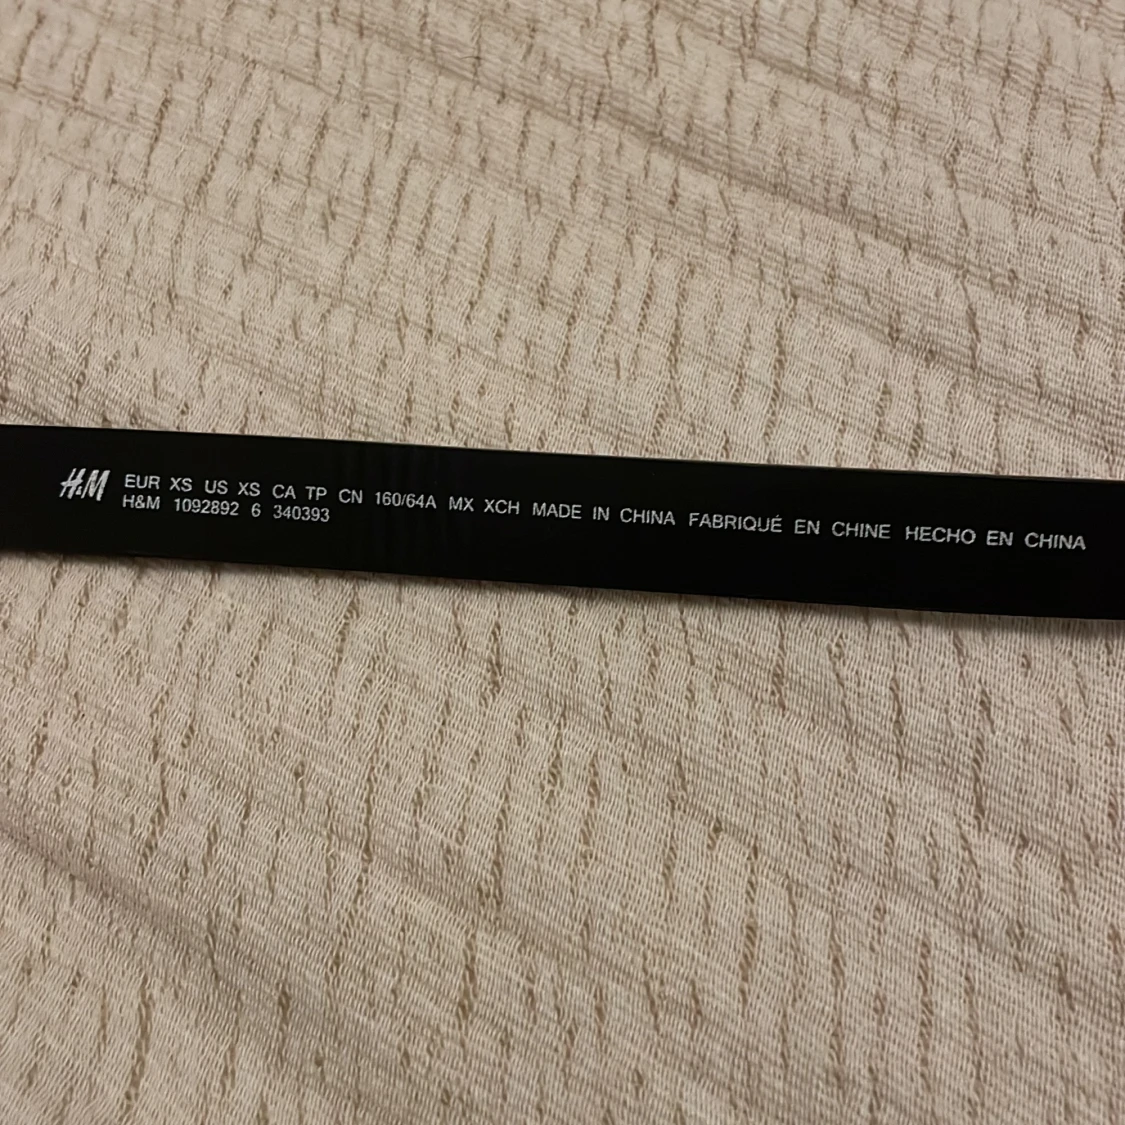 H&M EUR XS US XS CA TP CN 160/64A MX XCH MADE IN CHINA FABRIQUÉ EN CHINE HECHO EN CHINA
H&M 1092892 6 340393